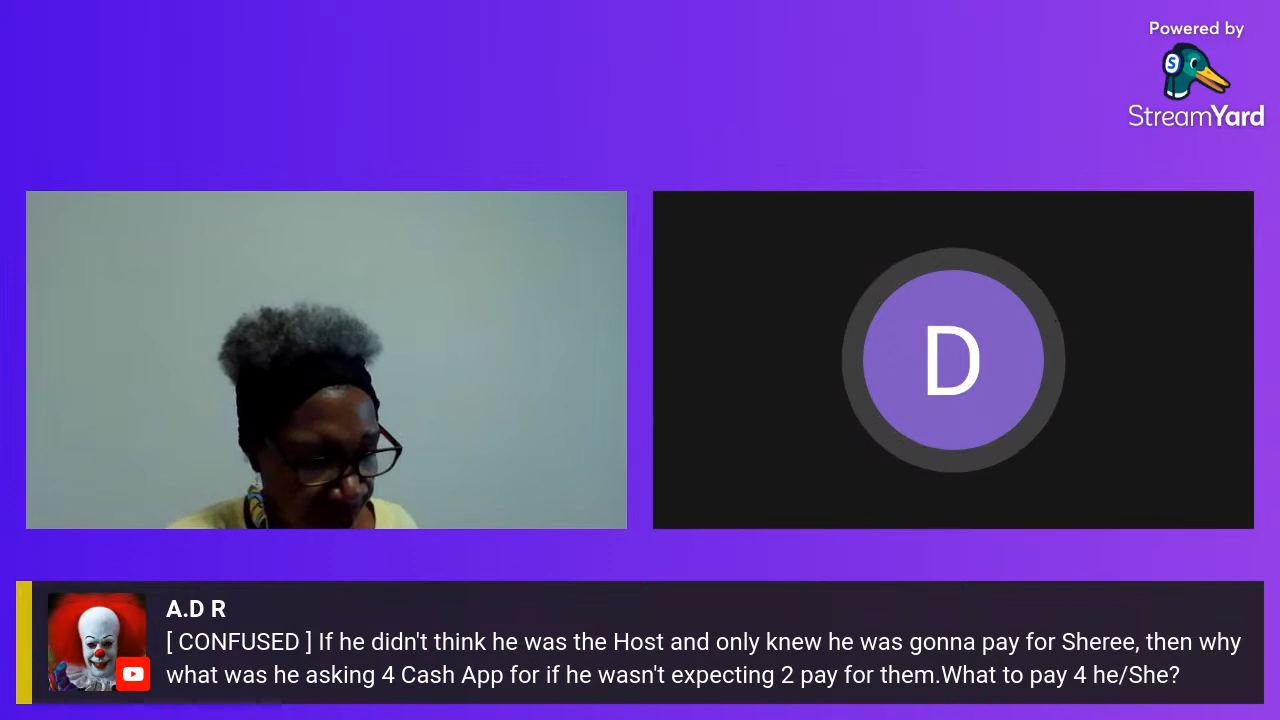 Powered by
S
StreamYard
D
A.D R
[ CONFUSED ] If he didn't think he was the Host and only knew he was gonna pay for Sheree, then why
what was he asking 4 Cash App for if he wasn't expecting 2 pay for them.What to pay 4 he/She?